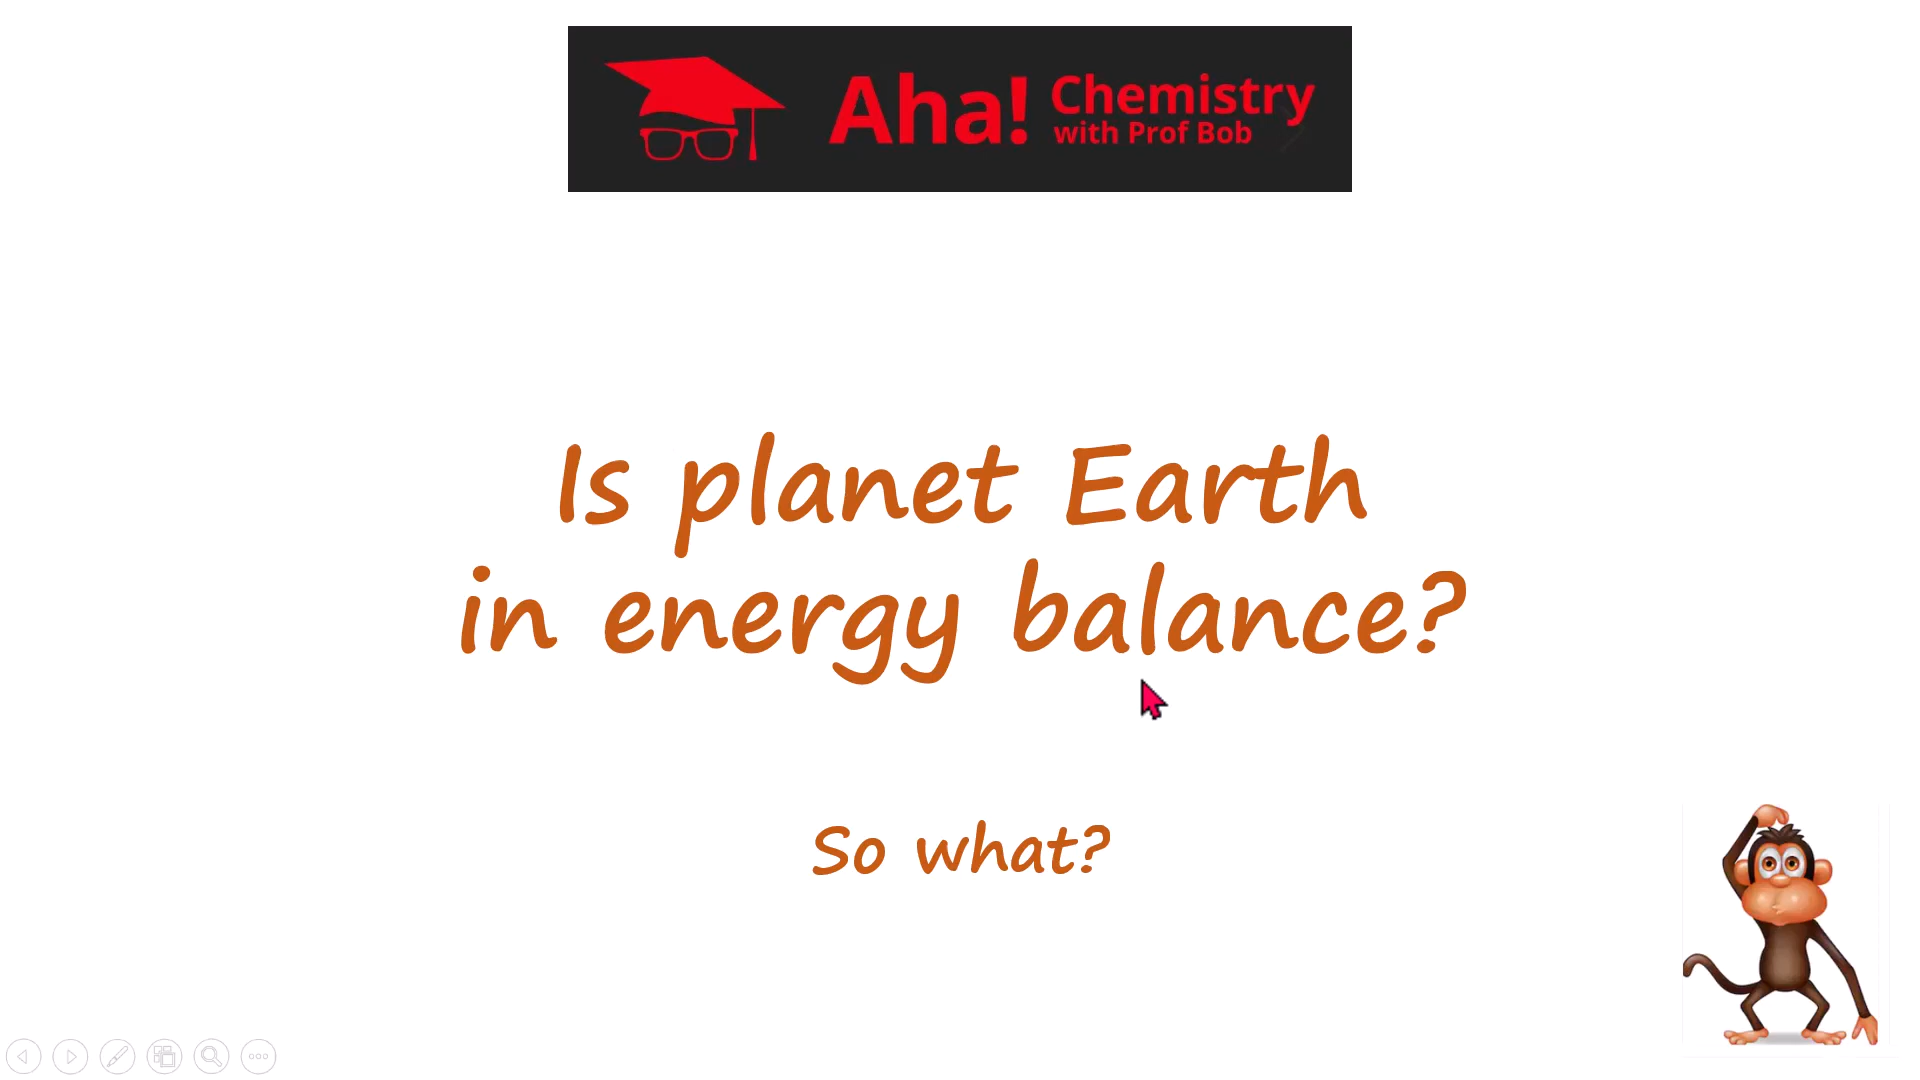 Aha! Chemistry
with Prof Bob
Is planet Earth
in energy balance?
So what?